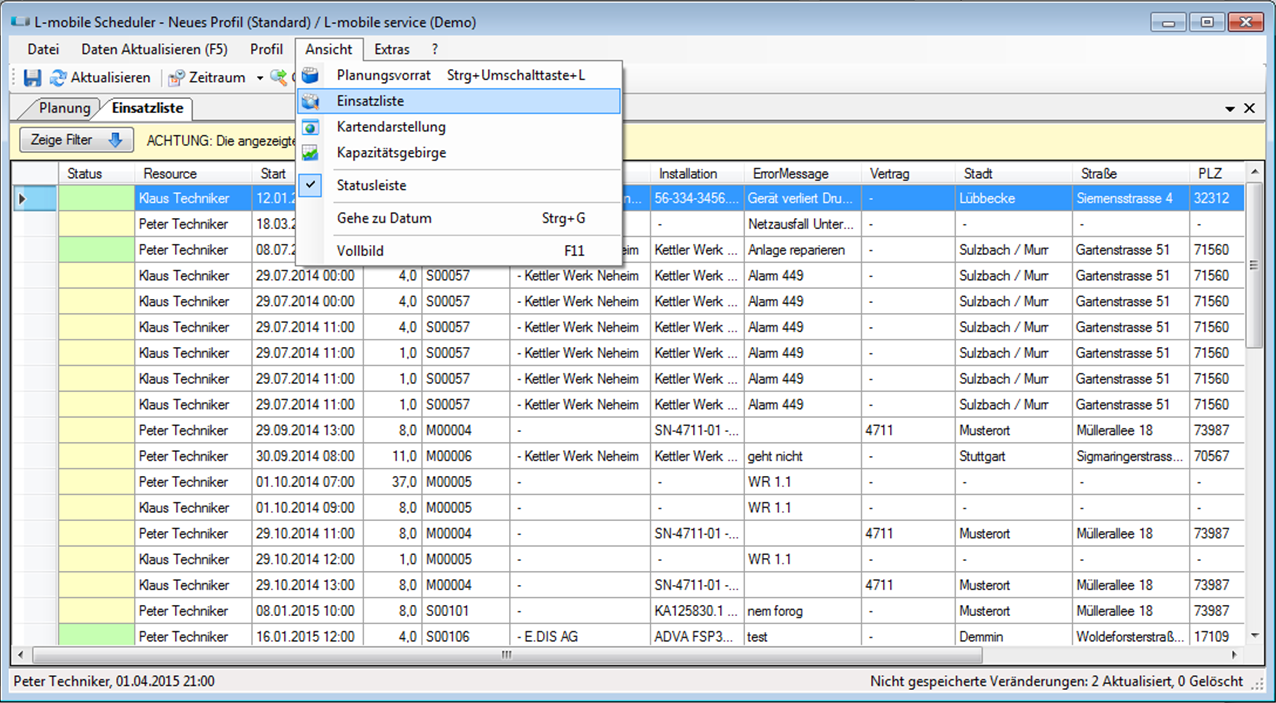 L-mobile Scheduler - Neues Profil (Standard) / L-mobile service (Demo)
Datei Daten Aktualisieren (F5) Profil Ansicht Extras ?
Aktualisieren Zeitraum
Planungsvorrat Strg+Umschalttaste+L
Einsatzliste
Kartendarstellung
Kapazitätsgebirge
Statusleiste
Gehe zu Datum Strg+G
Vollbild F11
Planung Einsatzliste
Zeige Filter ACHTUNG: Die angezeigte
Status Resource Start Installation ErrorMessage Vertrag Stadt Straße PLZ
Klaus Techniker 12.01.2 n... 56-334-3456.... Gerät verliert Dru... - Lübbecke Siemensstrasse 4 32312
Peter Techniker 18.03.2 - Netzausfall Unter... - - - -
Peter Techniker 08.07.2 eim Kettler Werk ... Anlage reparieren - Sulzbach / Murr Gartenstrasse 51 71560
Klaus Techniker 29.07.2014 00:00 4,0 S00057 - Kettler Werk Neheim Kettler Werk ... Alarm 449 - Sulzbach / Murr Gartenstrasse 51 71560
Klaus Techniker 29.07.2014 00:00 4,0 S00057 - Kettler Werk Neheim Kettler Werk ... Alarm 449 - Sulzbach / Murr Gartenstrasse 51 71560
Peter Techniker 29.07.2014 11:00 4,0 S00057 - Kettler Werk Neheim Kettler Werk ... Alarm 449 - Sulzbach / Murr Gartenstrasse 51 71560
Klaus Techniker 29.07.2014 11:00 1,0 S00057 - Kettler Werk Neheim Kettler Werk ... Alarm 449 - Sulzbach / Murr Gartenstrasse 51 71560
Klaus Techniker 29.07.2014 11:00 1,0 S00057 - Kettler Werk Neheim Kettler Werk ... Alarm 449 - Sulzbach / Murr Gartenstrasse 51 71560
Klaus Techniker 29.07.2014 11:00 1,0 S00057 - Kettler Werk Neheim Kettler Werk ... Alarm 449 - Sulzbach / Murr Gartenstrasse 51 71560
Peter Techniker 29.09.2014 13:00 8,0 M00004 - SN-4711-01 -... 4711 Musterort Müllerallee 18 73987
Peter Techniker 30.09.2014 08:00 11,0 M00006 - Kettler Werk Neheim Kettler Werk ... geht nicht - Stuttgart Sigmaringerstrass... 70567
Peter Techniker 01.10.2014 07:00 37,0 M00005 - - WR 1.1 - - - -
Klaus Techniker 01.10.2014 09:00 8,0 M00005 - - WR 1.1 - - - -
Peter Techniker 29.10.2014 11:00 8,0 M00004 - SN-4711-01 -... 4711 Musterort Müllerallee 18 73987
Klaus Techniker 29.10.2014 12:00 1,0 M00005 - - WR 1.1 - - - -
Klaus Techniker 29.10.2014 13:00 8,0 M00004 - SN-4711-01 -... 4711 Musterort Müllerallee 18 73987
Peter Techniker 08.01.2015 10:00 8,0 S00101 - KA125830.1 ... nem forog - Musterort Müllerallee 18 73987
Peter Techniker 16.01.2015 12:00 4,0 S00106 - E.DIS AG ADVA FSP3... test - Demmin Woldeforsterstraß... 17109
Peter Techniker, 01.04.2015 21:00 Nicht gespeicherte Veränderungen: 2 Aktualisiert, 0 Gelöscht